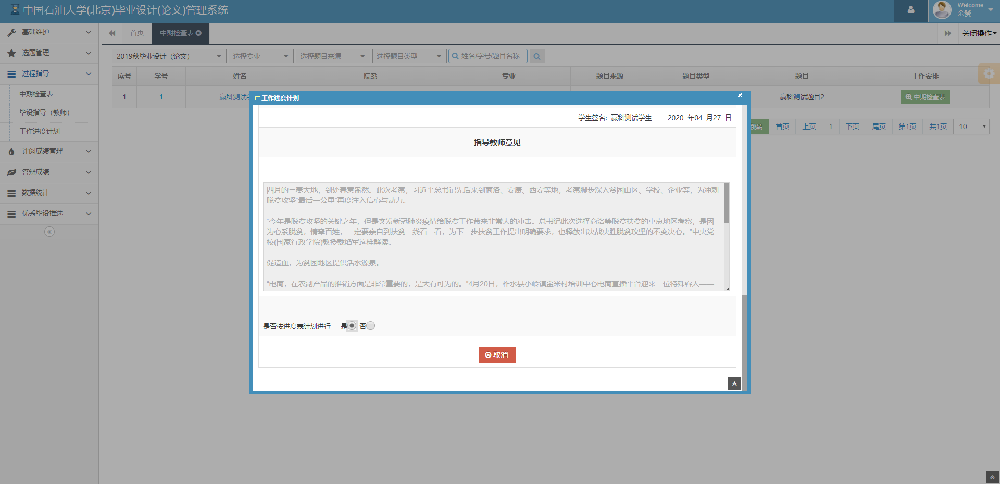 中国石油大学(北京)毕业设计(论文)管理系统
Welcome
余赟
基础维护
选题管理
过程指导
中期检查表
毕设指导（教师）
工作进度计划
评阅成绩管理
答辩成绩
数据统计
优秀毕设推选
首页
中期检查表
关闭操作
2019秋毕业设计（论文）
选择专业
选择题目来源
选择题目类型
姓名/学号/题目名称
序号 学号 姓名 院系 专业 题目来源 题目类型 题目 工作安排
1 1 赢科测试学 赢科测试题目2 中期检查表
跳转 首页 上页 1 下页 尾页 第1页 共1页 10
工作进度计划
学生签名: 赢科测试学生 2020 年04 月27 日
指导教师意见
四月的三秦大地，到处春意盎然。此次考察，习近平总书记先后来到商洛、安康、西安等地，考察脚步深入贫困山区、学校、企业等，为冲刺
脱贫攻坚“最后一公里”再度注入信心与动力。
“今年是脱贫攻坚的关键之年，但是突发新冠肺炎疫情给脱贫工作带来非常大的冲击。总书记此次选择商洛等脱贫扶贫的重点地区考察，是因
为心系脱贫，情牵百姓，一定要亲自到扶贫一线看一看，为下一步扶贫工作提出明确要求，也释放出决战决胜脱贫攻坚的不变决心。”中央党
校(国家行政学院)教授戴焰军这样解读。
促造血，为贫困地区提供活水源泉。
“电商，在农副产品的推销方面是非常重要的，是大有可为的。”4月20日，柞水县小岭镇金米村培训中心电商直播平台迎来一位特殊客人——
是否按进度表计划进行 是 否
取消